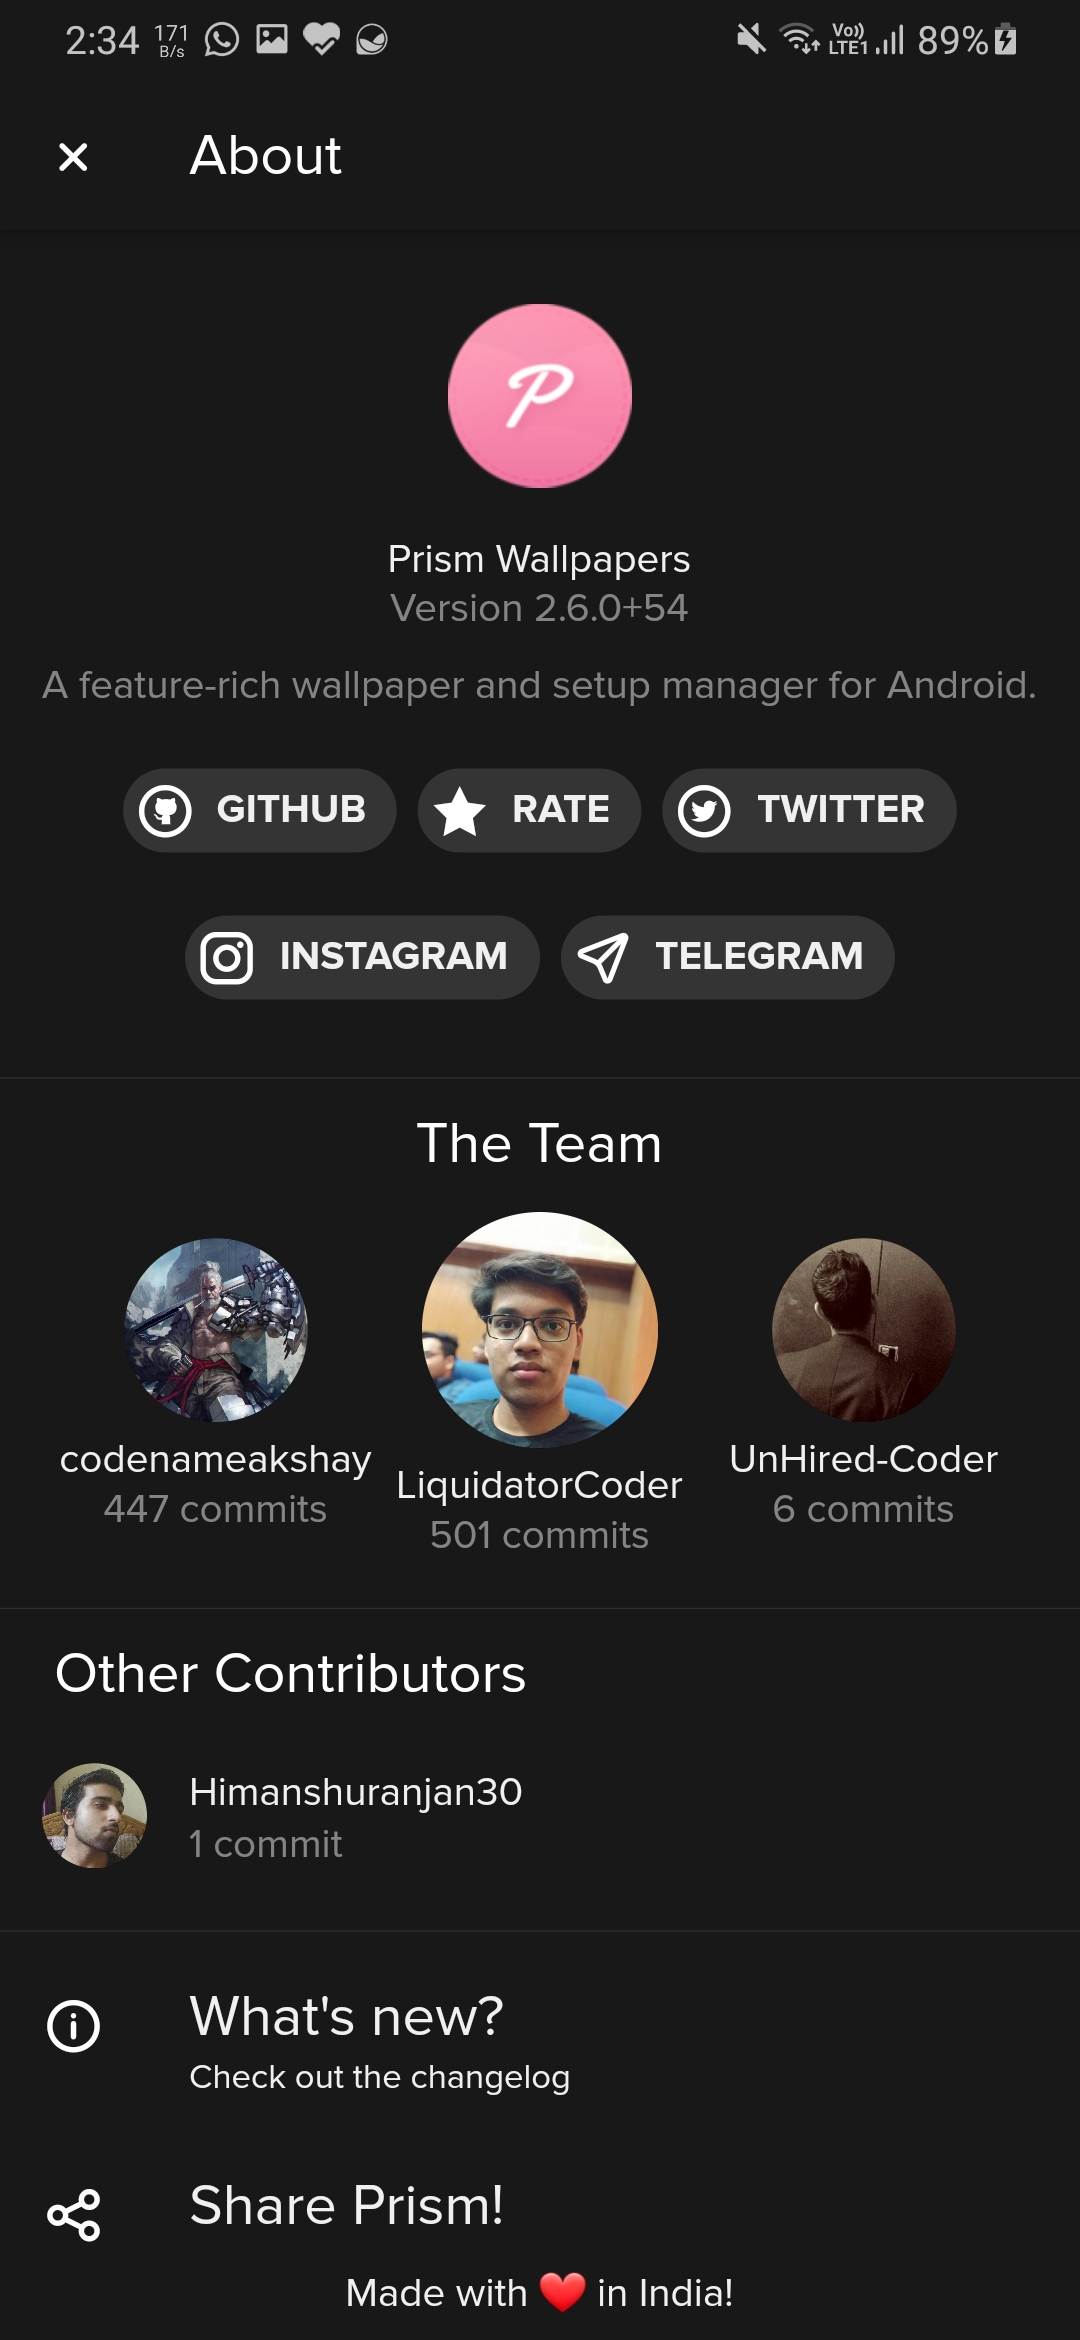 2:34 171 B/s Vo)) LTE1 89%
About
P
Prism Wallpapers
Version 2.6.0+54
A feature-rich wallpaper and setup manager for Android.
GITHUB RATE TWITTER
INSTAGRAM TELEGRAM
The Team
codenameakshay LiquidatorCoder UnHired-Coder
447 commits 501 commits 6 commits
Other Contributors
Himanshuranjan30
1 commit
What's new?
Check out the changelog
Share Prism!
Made with ❤️ in India!